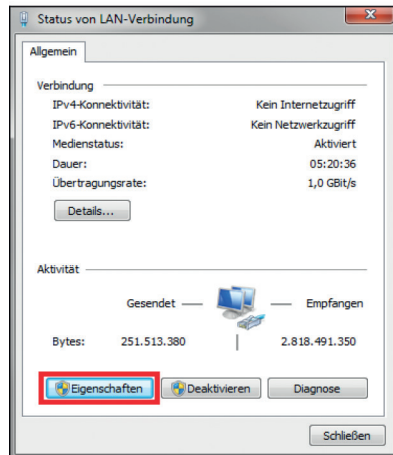 Status von LAN-Verbindung
Allgemein
Verbindung
IPv4-Konnektivität: Kein Internetzugriff
IPv6-Konnektivität: Kein Netzwerkzugriff
Medienstatus: Aktiviert
Dauer: 05:20:36
Übertragungsrate: 1,0 GBit/s
Details...
Aktivität
Gesendet Empfangen
Bytes: 251.513.380 2.818.491.350
Eigenschaften Deaktivieren Diagnose
Schließen